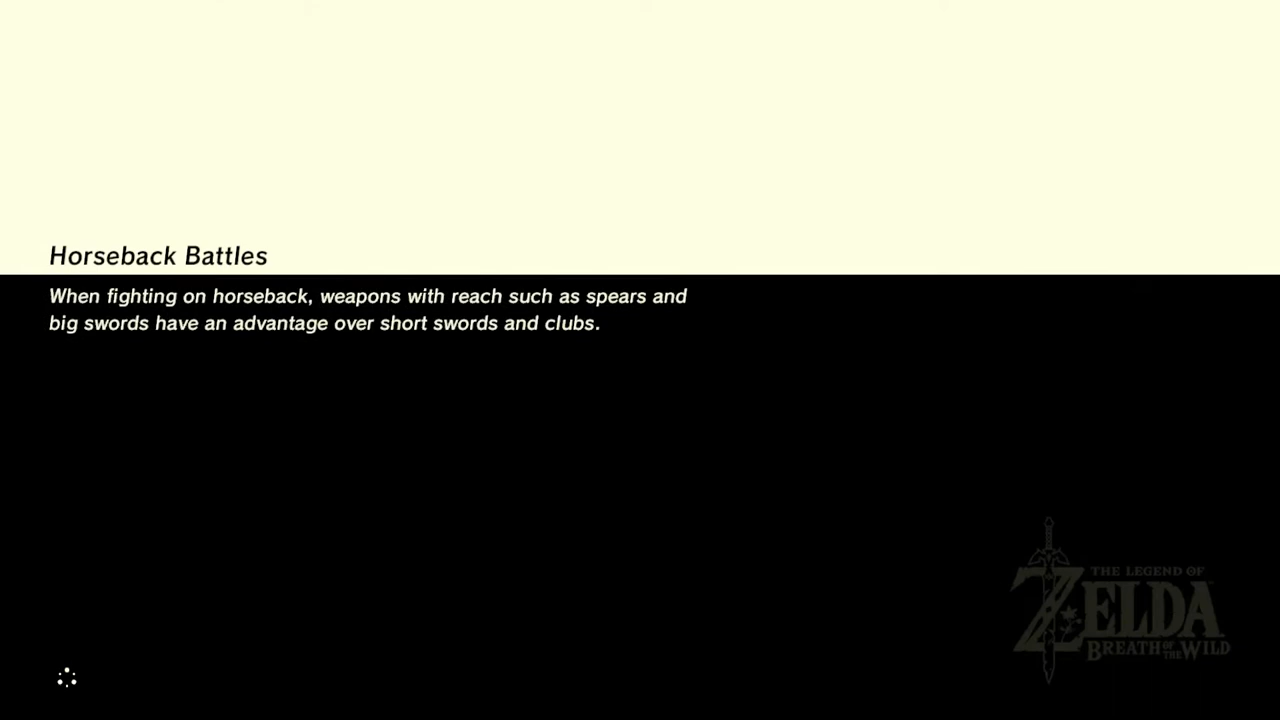 Horseback Battles
When fighting on horseback, weapons with reach such as spears and
big swords have an advantage over short swords and clubs.
THE LEGEND OF
ZELDA
BREATH OF THE WILD